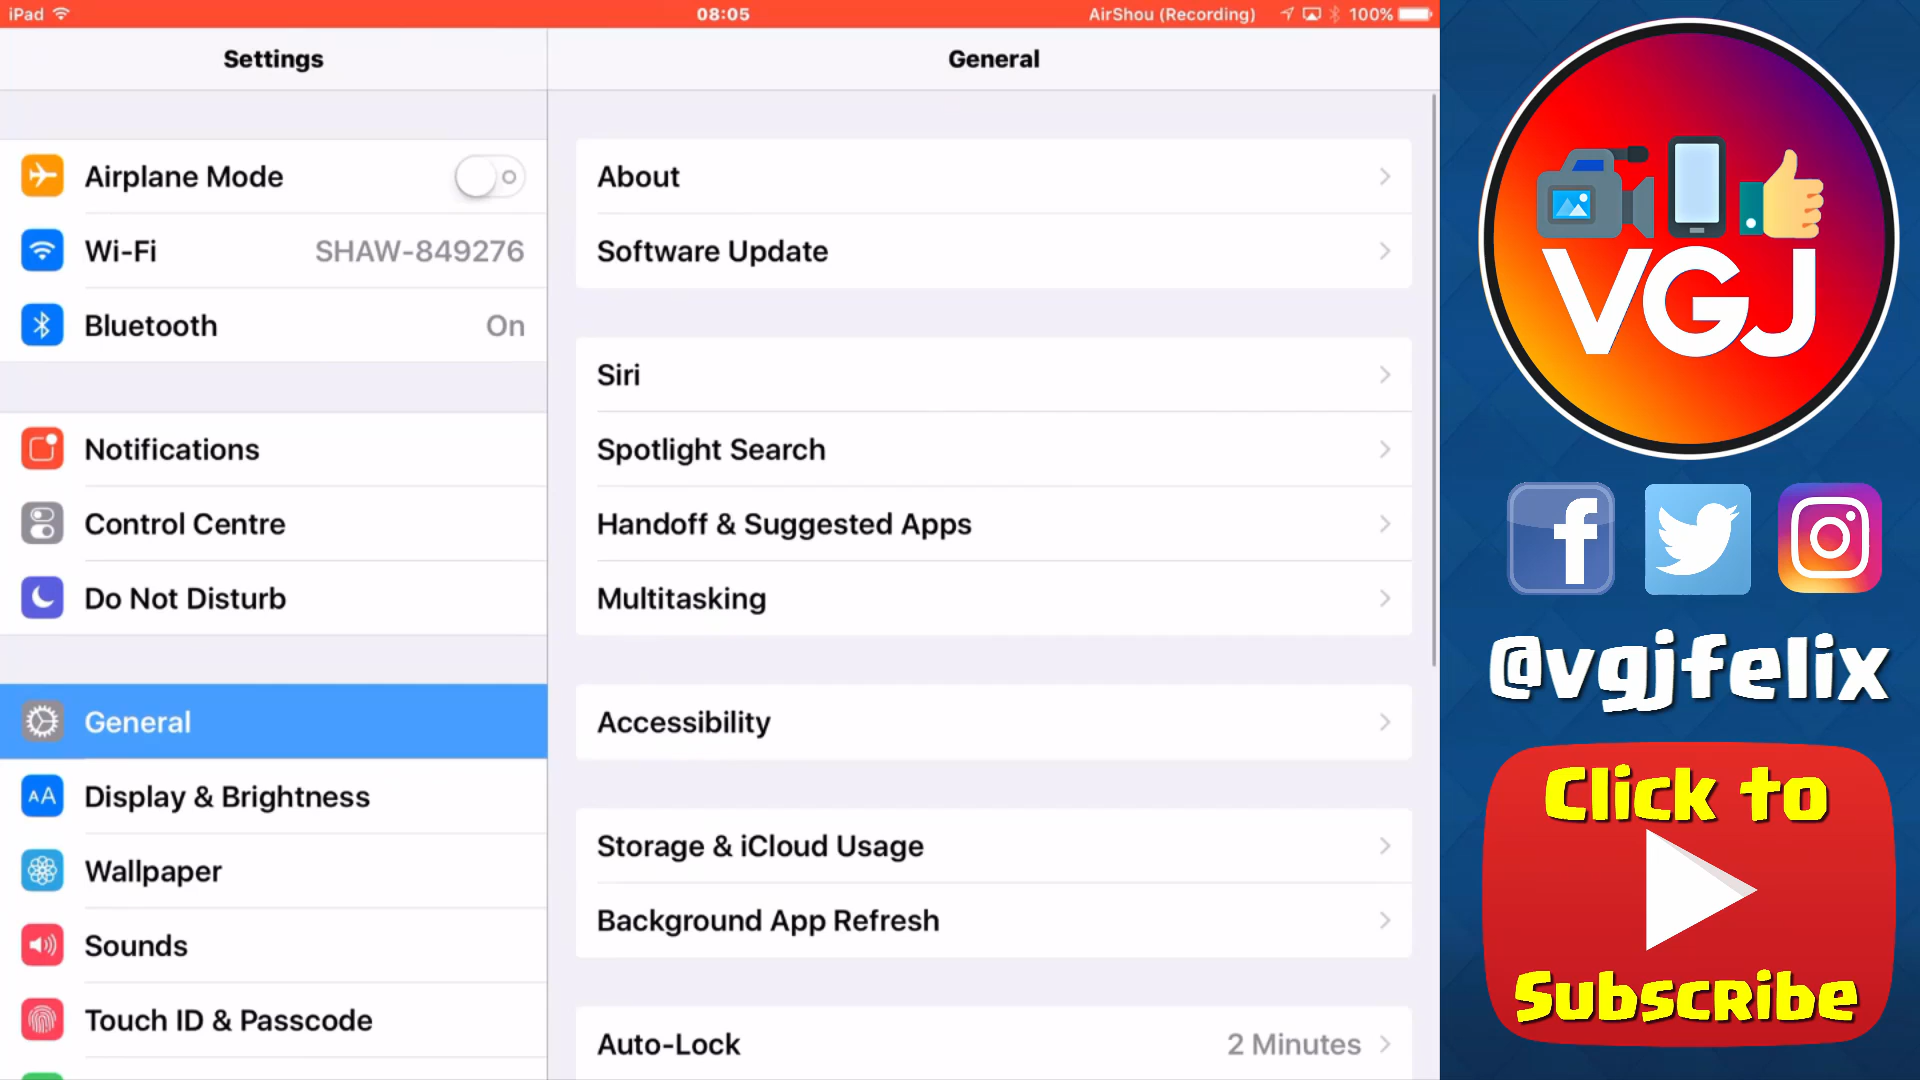 iPad
08:05
AirShou (Recording)
100%
Settings
General
Airplane Mode
Wi-Fi SHAW-849276
Bluetooth On
Notifications
Control Centre
Do Not Disturb
General
AA Display & Brightness
Wallpaper
Sounds
Touch ID & Passcode
About
Software Update
Siri
Spotlight Search
Handoff & Suggested Apps
Multitasking
Accessibility
Storage & iCloud Usage
Background App Refresh
Auto-Lock 2 Minutes
VGJ
f
@vgjfelix
Click to
Subscribe